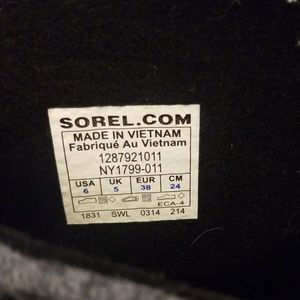 SOREL.COM
MADE IN VIETNAM
Fabriqué Au Vietnam
1287921011
NY1799-011
USA UK EUR CM
6 5 38 24
ECA-4
1831 SWL 0314 214